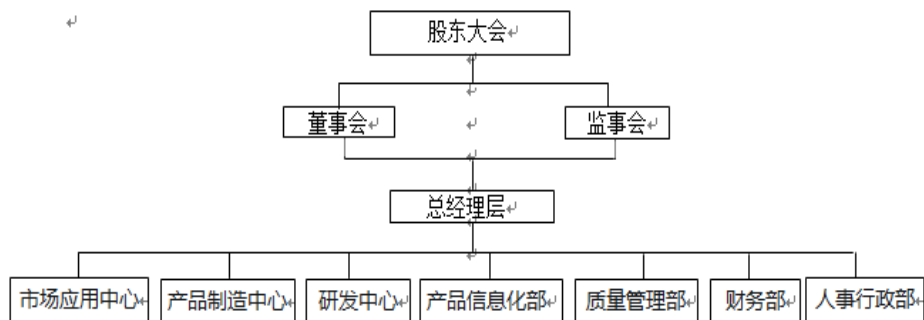 股东大会
董事会 监事会
总经理层
市场应用中心 产品制造中心 研发中心 产品信息化部 质量管理部 财务部 人事行政部